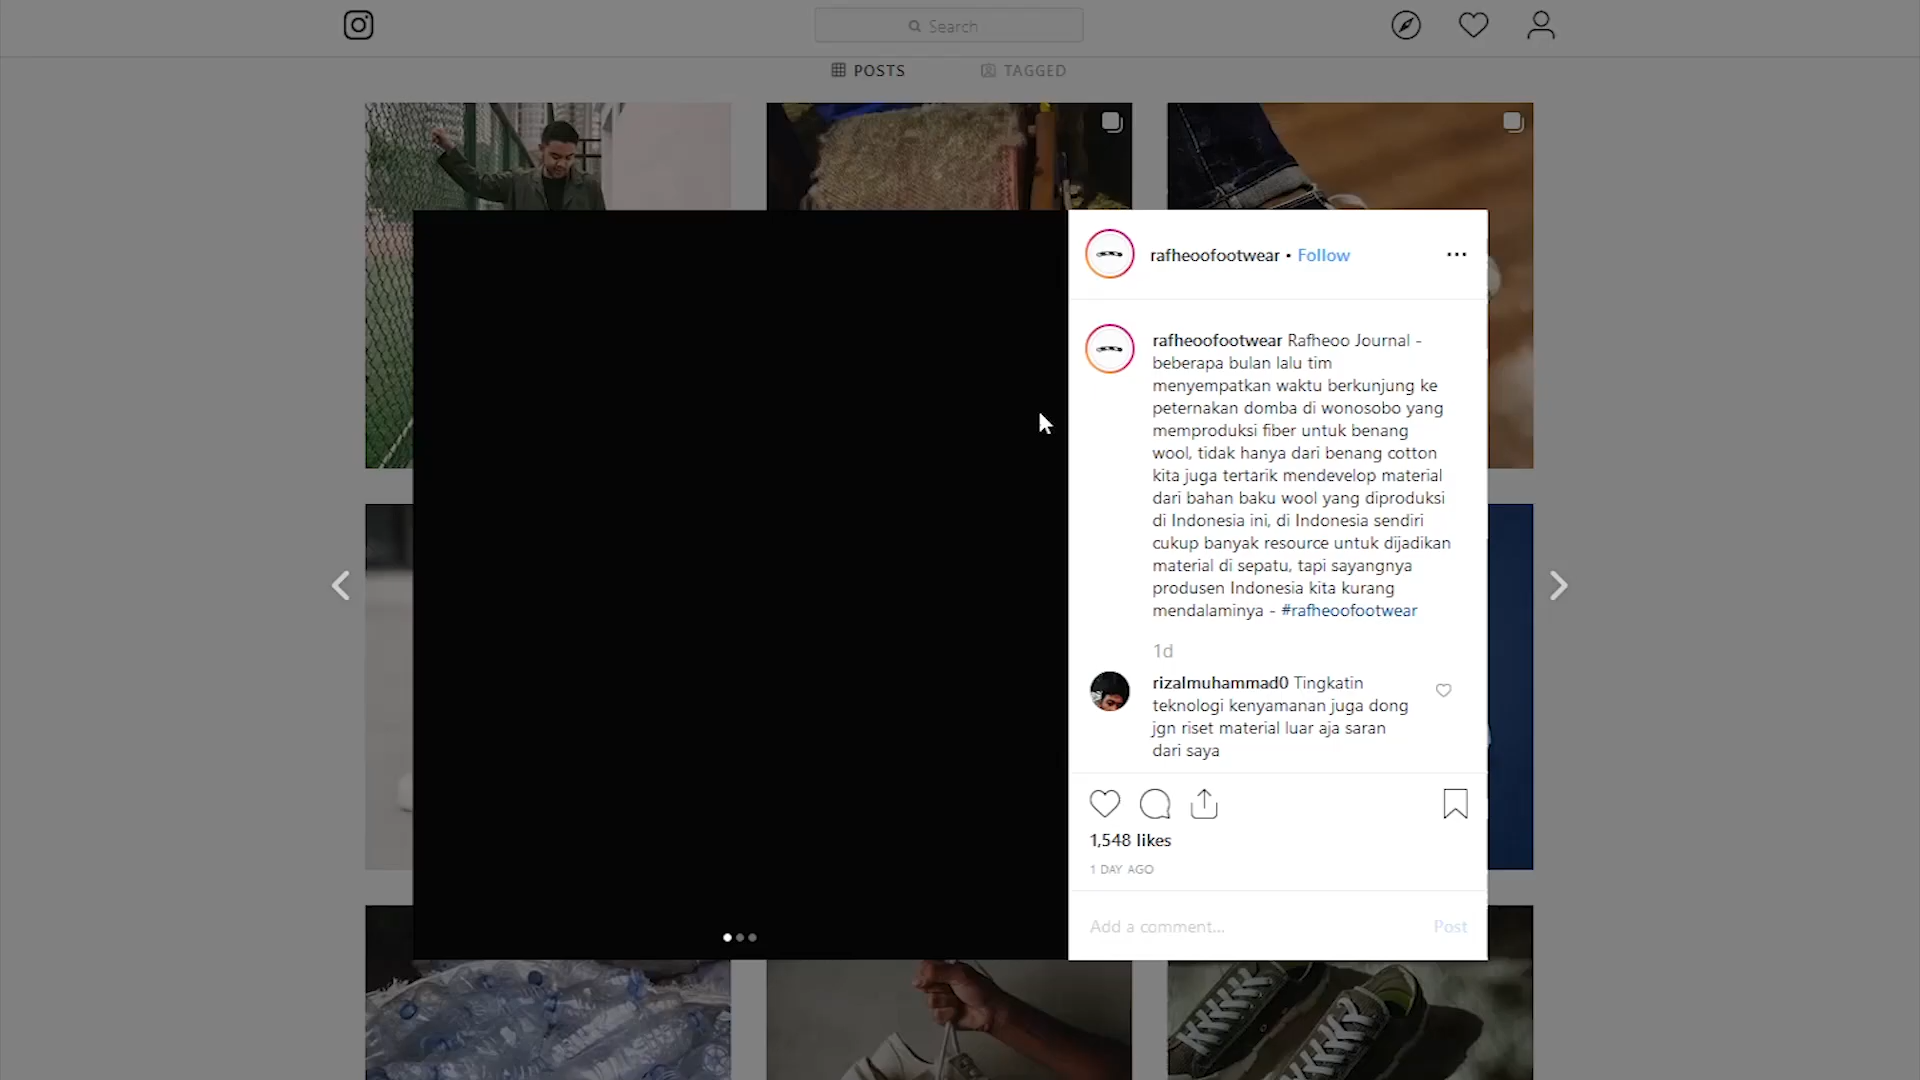 Search
POSTS
TAGGED
rafheoofootwear • Follow
rafheoofootwear Rafheoo Journal -
beberapa bulan lalu tim
menyempatkan waktu berkunjung ke
peternakan domba di wonosobo yang
memproduksi fiber untuk benang
wool, tidak hanya dari benang cotton
kita juga tertarik mendevelop material
dari bahan baku wool yang diproduksi
di Indonesia ini, di Indonesia sendiri
cukup banyak resource untuk dijadikan
material di sepatu, tapi sayangnya
produsen Indonesia kita kurang
mendalaminya - #rafheoofootwear
1d
rizalmuhammad0 Tingkatin
teknologi kenyamanan juga dong
jgn riset material luar aja saran
dari saya
1,548 likes
1 DAY AGO
Add a comment...
Post